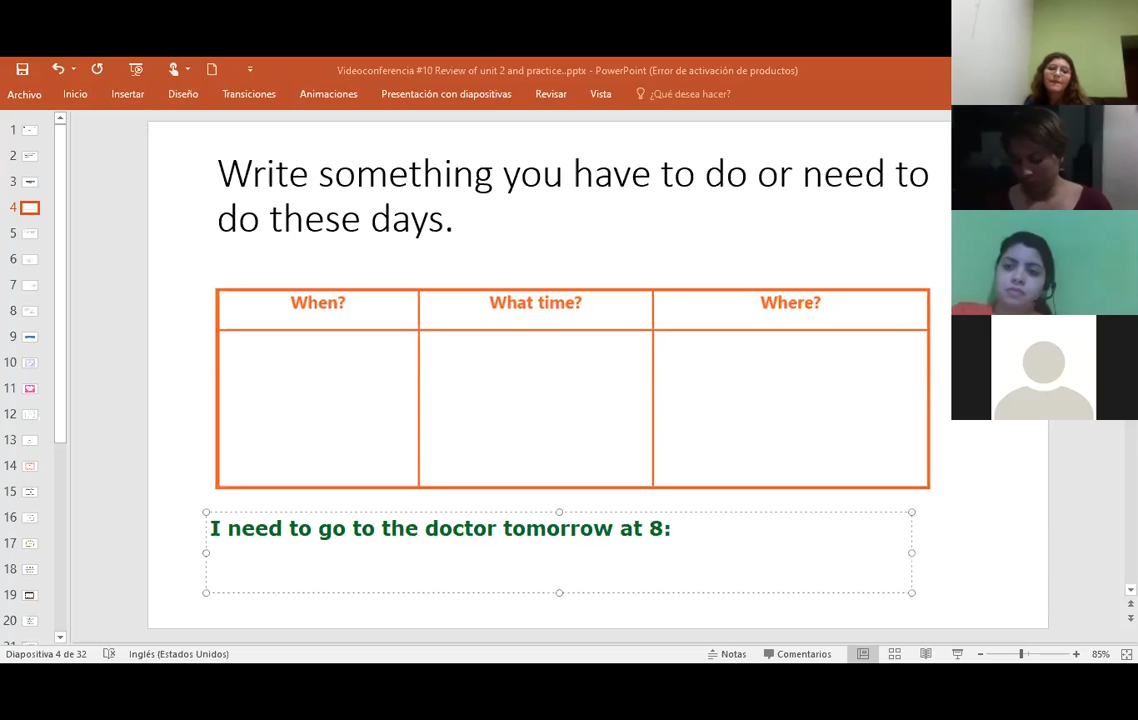 Videoconferencia #10 Review of unit 2 and practice..pptx - PowerPoint (Error de activación de productos)
Archivo Inicio Insertar Diseño Transiciones Animaciones Presentación con diapositivas Revisar Vista ¿Qué desea hacer?
1
2
3
4
5
6
7
8
9
10
11
12
13
14
15
16
17
18
19
20
Write something you have to do or need to
do these days.
When? What time? Where?
I need to go to the doctor tomorrow at 8:
Diapositiva 4 de 32 Inglés (Estados Unidos) Notas Comentarios 85%